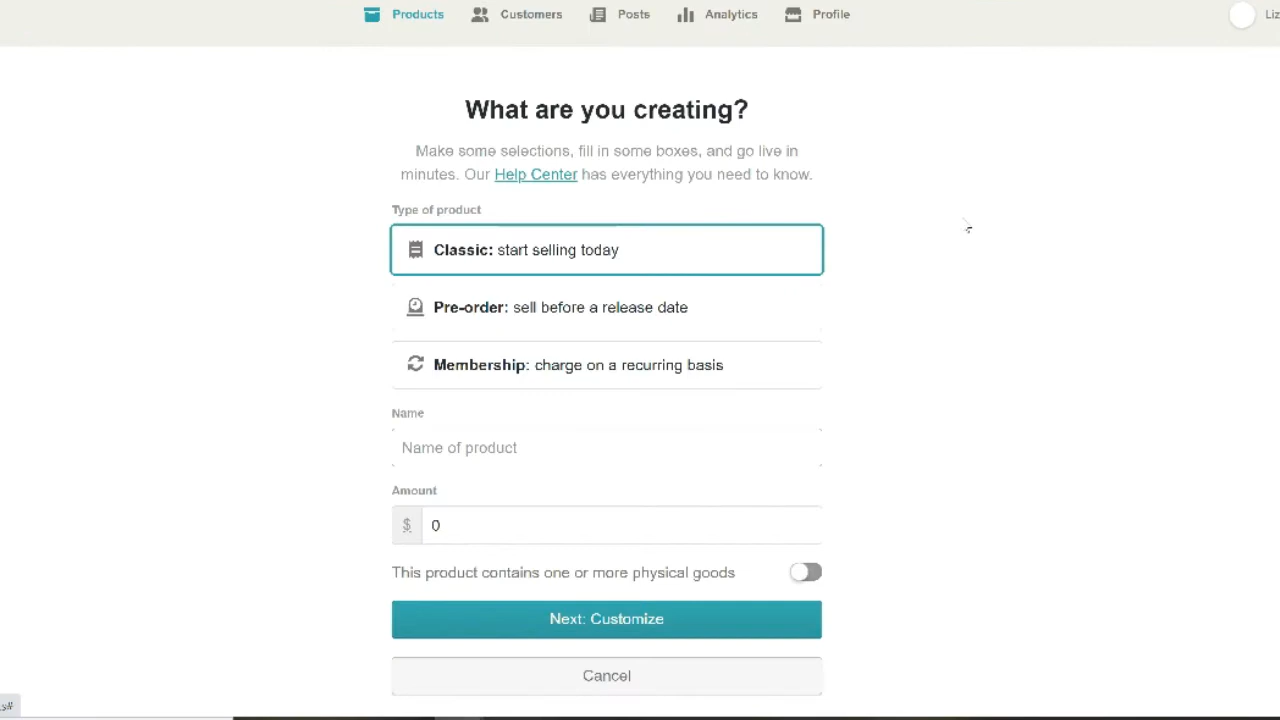 Products Customers Posts Analytics Profile Liz
What are you creating?
Make some selections, fill in some boxes, and go live in
minutes. Our Help Center has everything you need to know.
Type of product
Classic: start selling today
Pre-order: sell before a release date
Membership: charge on a recurring basis
Name
Name of product
Amount
$ 0
This product contains one or more physical goods
Next: Customize
Cancel
s#